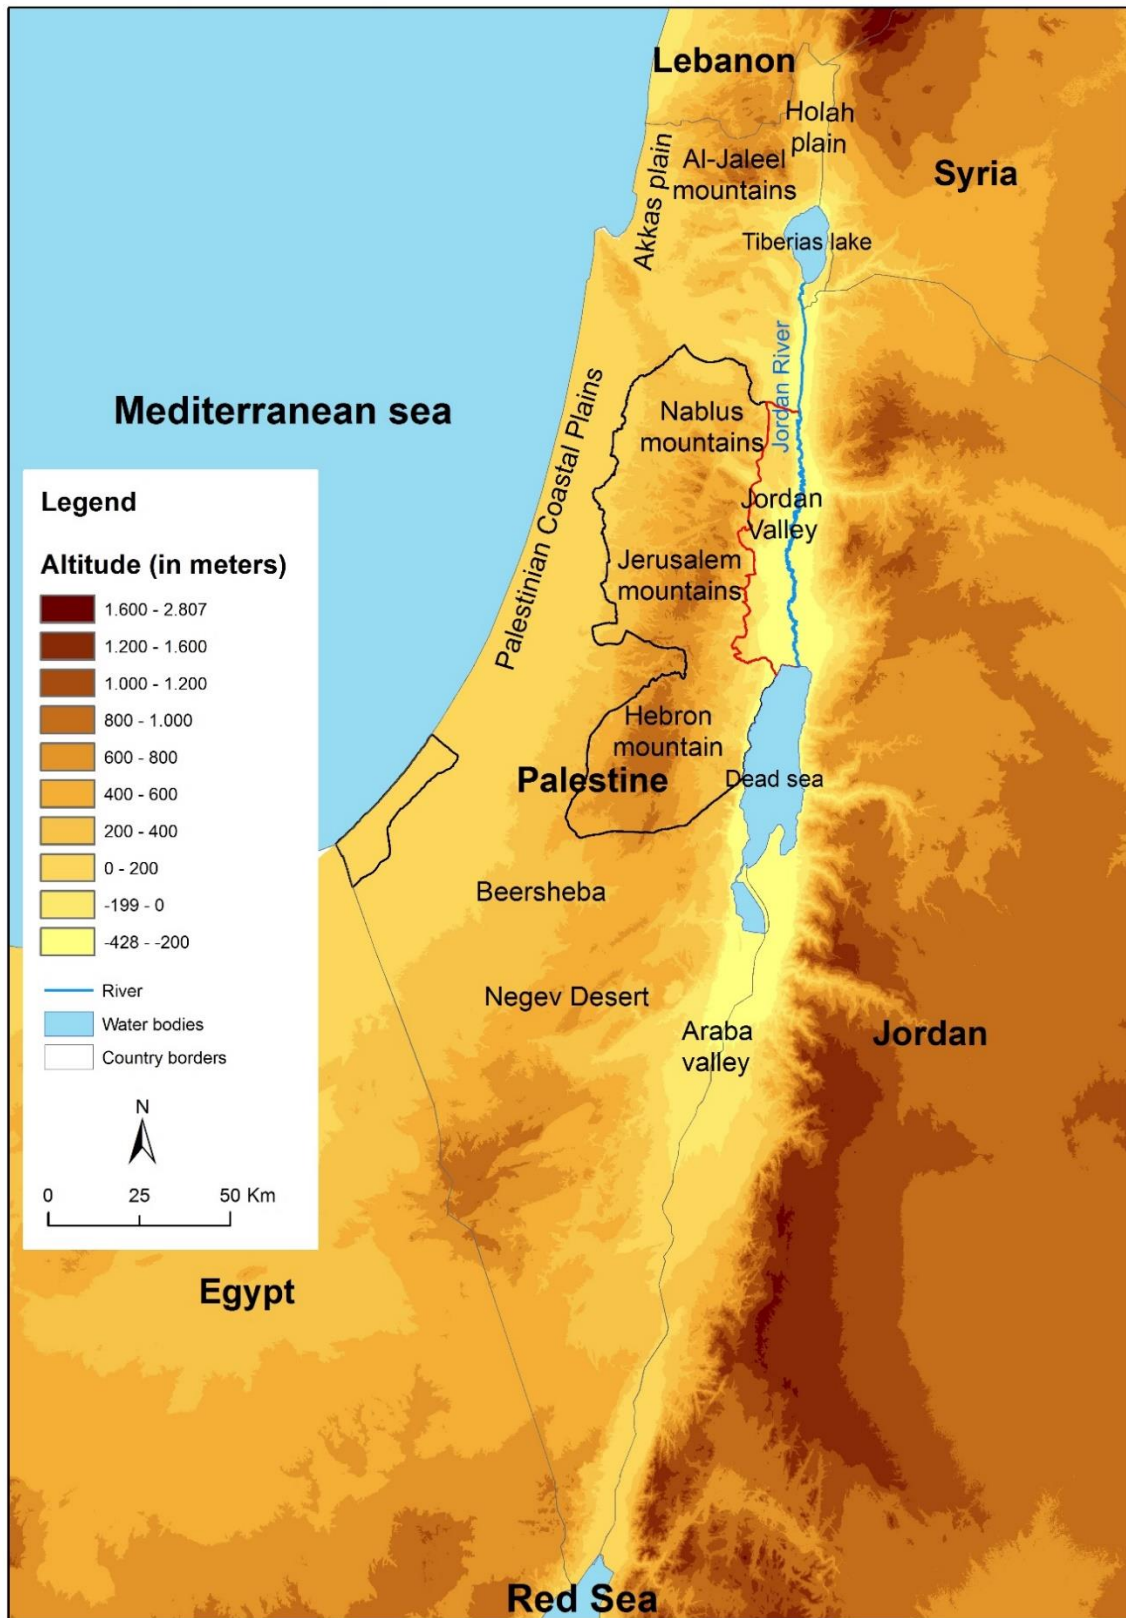 Lebanon
Holah
plain
Al-Jaleel
mountains
Akkas plain
Syria
Tiberias lake
Jordan River
Mediterranean sea
Nablus
mountains
Palestinian Coastal Plains
Jordan
Valley
Jerusalem
mountains
Hebron
mountain
Palestine
Dead sea
Beersheba
Negev Desert
Araba
valley
Jordan
Egypt
Red Sea
Legend
Altitude (in meters)
1.600 - 2.807
1.200 - 1.600
1.000 - 1.200
800 - 1.000
600 - 800
400 - 600
200 - 400
0 - 200
-199 - 0
-428 - -200
River
Water bodies
Country borders
N
0 25 50 Km